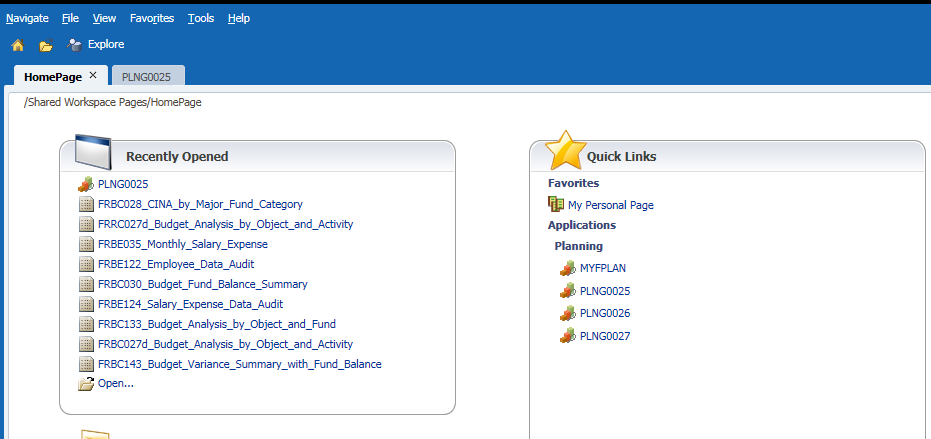 Navigate File View Favorites Tools Help
Explore
HomePage × PLNG0025
/Shared Workspace Pages/HomePage
Recently Opened
PLNG0025
FRBC028_CINA_by_Major_Fund_Category
FRRC027d_Budget_Analysis_by_Object_and_Activity
FRBE035_Monthly_Salary_Expense
FRBE122_Employee_Data_Audit
FRBC030_Budget_Fund_Balance_Summary
FRBE124_Salary_Expense_Data_Audit
FRBC133_Budget_Analysis_by_Object_and_Fund
FRBC027d_Budget_Analysis_by_Object_and_Activity
FRBC143_Budget_Variance_Summary_with_Fund_Balance
Open...
Quick Links
Favorites
My Personal Page
Applications
Planning
MYFPLAN
PLNG0025
PLNG0026
PLNG0027